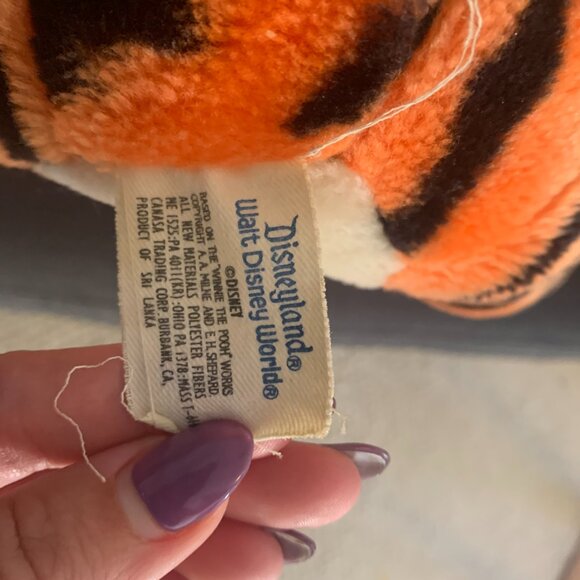 Disneyland®
Walt Disney World®
©DISNEY
BASED ON THE "WINNIE THE POOH" WORKS
COPYRIGHT A.A. MILNE AND E.H. SHEPARD
ALL NEW MATERIALS POLYESTER FIBERS
ME 1525·PA 4011(KR)·OHIO PA 1378·MASS T-
CANASA TRADING CORP. BURBANK, CA.
PRODUCT OF SRI LANKA